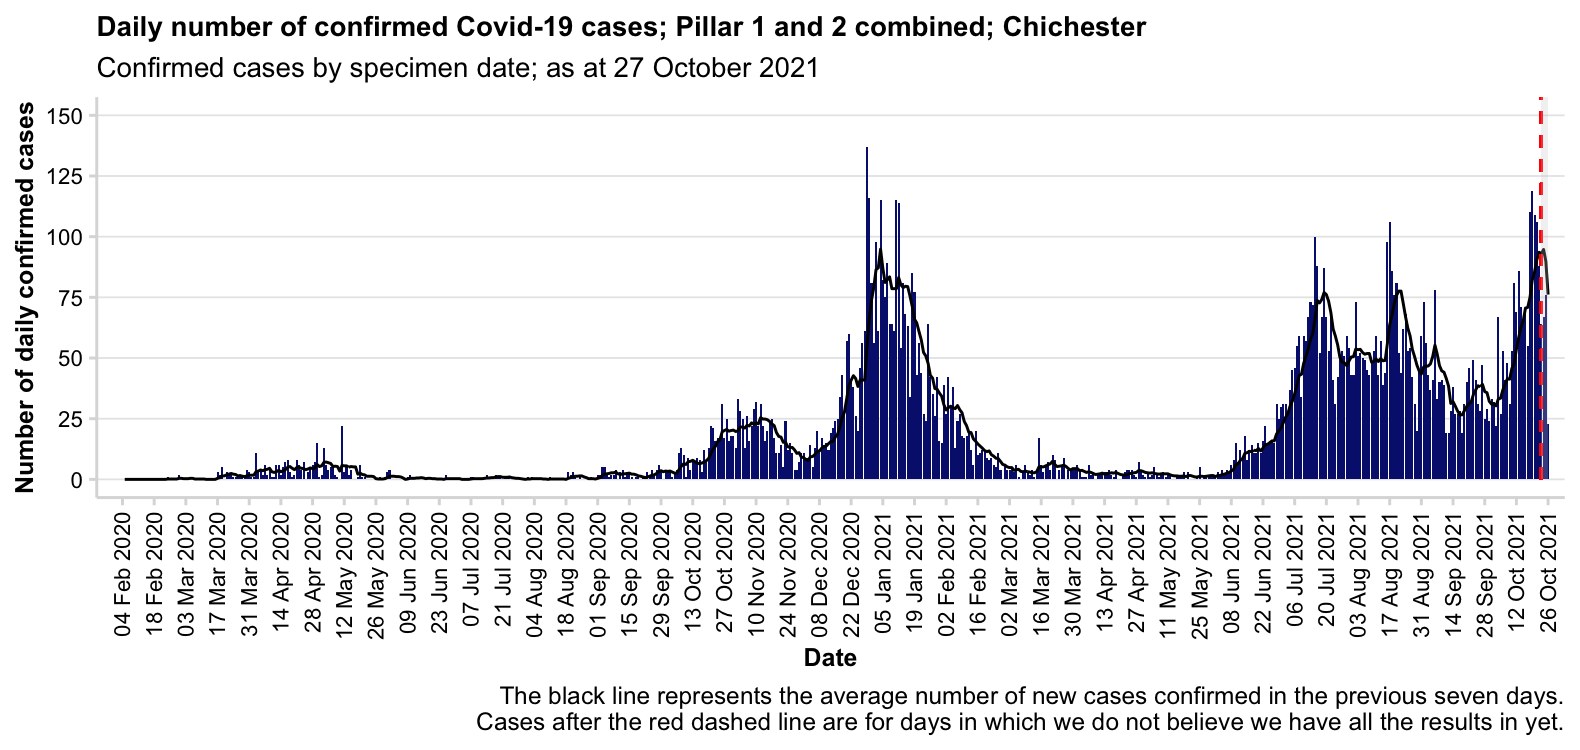 Daily number of confirmed Covid-19 cases; Pillar 1 and 2 combined; Chichester
Confirmed cases by specimen date; as at 27 October 2021
Number of daily confirmed cases
150
125
100
75
50
25
0
04 Feb 2020
18 Feb 2020
03 Mar 2020
17 Mar 2020
31 Mar 2020
14 Apr 2020
28 Apr 2020
12 May 2020
26 May 2020
09 Jun 2020
23 Jun 2020
07 Jul 2020
21 Jul 2020
04 Aug 2020
18 Aug 2020
01 Sep 2020
15 Sep 2020
29 Sep 2020
13 Oct 2020
27 Oct 2020
10 Nov 2020
24 Nov 2020
08 Dec 2020
22 Dec 2020
05 Jan 2021
19 Jan 2021
02 Feb 2021
16 Feb 2021
02 Mar 2021
16 Mar 2021
30 Mar 2021
13 Apr 2021
27 Apr 2021
11 May 2021
25 May 2021
08 Jun 2021
22 Jun 2021
06 Jul 2021
20 Jul 2021
03 Aug 2021
17 Aug 2021
31 Aug 2021
14 Sep 2021
28 Sep 2021
12 Oct 2021
26 Oct 2021
Date
The black line represents the average number of new cases confirmed in the previous seven days.
Cases after the red dashed line are for days in which we do not believe we have all the results in yet.